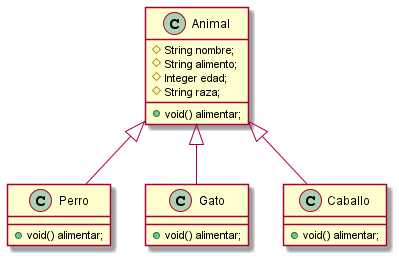 C Animal
String nombre;
String alimento;
Integer edad;
String raza;
void() alimentar;
C Perro
void() alimentar;
C Gato
void() alimentar;
C Caballo
void() alimentar;